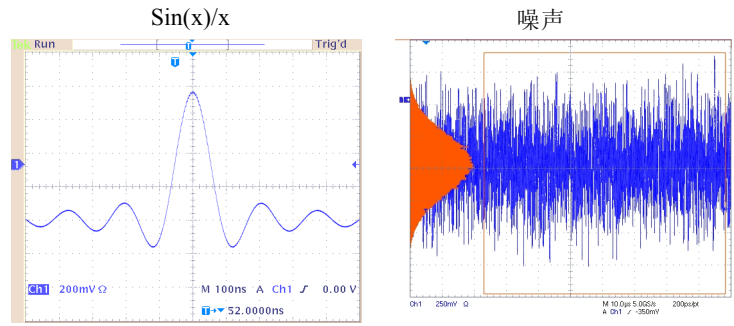 Sin(x)/x
噪声
Run
Trig'd
T
T
1
Ch1 200mV Ω
M 100ns A Ch1 ƒ 0.00 V
T→▼ 52.0000ns
Ch1 250mV Ω
M 10.0µs 5.0GS/s 200ps/pt
A Ch1 ∕ -350mV